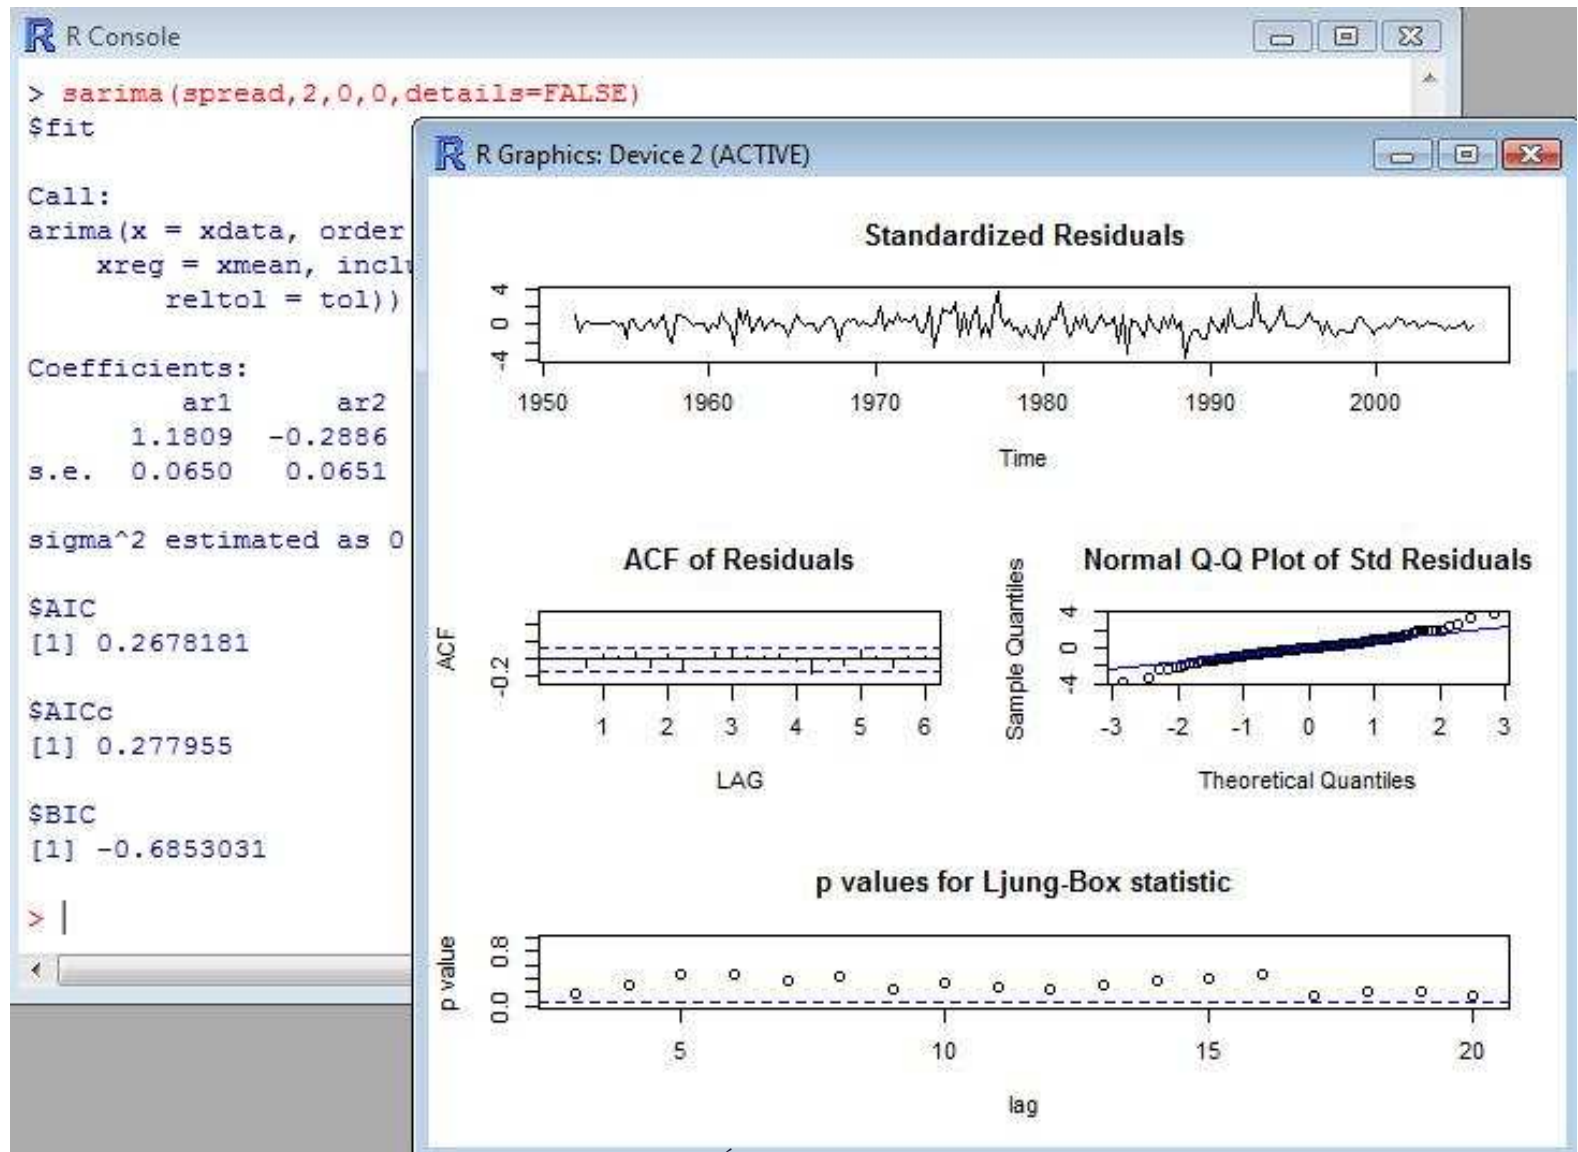 R Console
> sarima(spread,2,0,0,details=FALSE)
$fit
Call:
arima(x = xdata, order
xreg = xmean, inclu
reltol = tol))
Coefficients:
ar1 ar2
1.1809 -0.2886
s.e. 0.0650 0.0651
sigma^2 estimated as 0
$AIC
[1] 0.2678181
$AICc
[1] 0.277955
$BIC
[1] -0.6853031
>
R Graphics: Device 2 (ACTIVE)
Standardized Residuals
4
0
-4
1950 1960 1970 1980 1990 2000
Time
ACF of Residuals
ACF
-0.2
1 2 3 4 5 6
LAG
Normal Q-Q Plot of Std Residuals
Sample Quantiles
4
0
-4
-3 -2 -1 0 1 2 3
Theoretical Quantiles
p values for Ljung-Box statistic
p value
0.8
0.0
5 10 15 20
lag